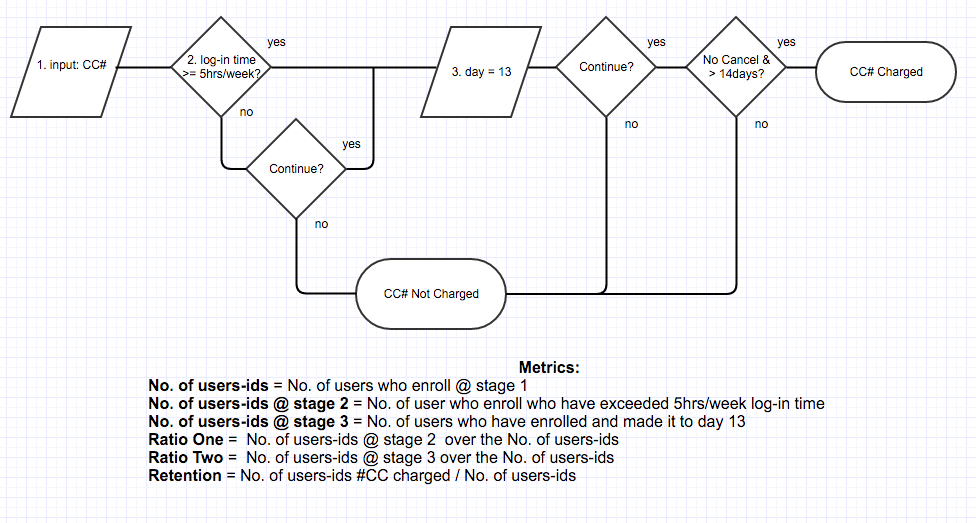 1. input: CC#
2. log-in time
>= 5hrs/week?
yes
no
Continue?
yes
no
3. day = 13
Continue?
yes
no
No Cancel &
> 14days?
yes
no
CC# Charged
CC# Not Charged
Metrics:
No. of users-ids = No. of users who enroll @ stage 1
No. of users-ids @ stage 2 = No. of user who enroll who have exceeded 5hrs/week log-in time
No. of users-ids @ stage 3 = No. of users who have enrolled and made it to day 13
Ratio One = No. of users-ids @ stage 2 over the No. of users-ids
Ratio Two = No. of users-ids @ stage 3 over the No. of users-ids
Retention = No. of users-ids #CC charged / No. of users-ids